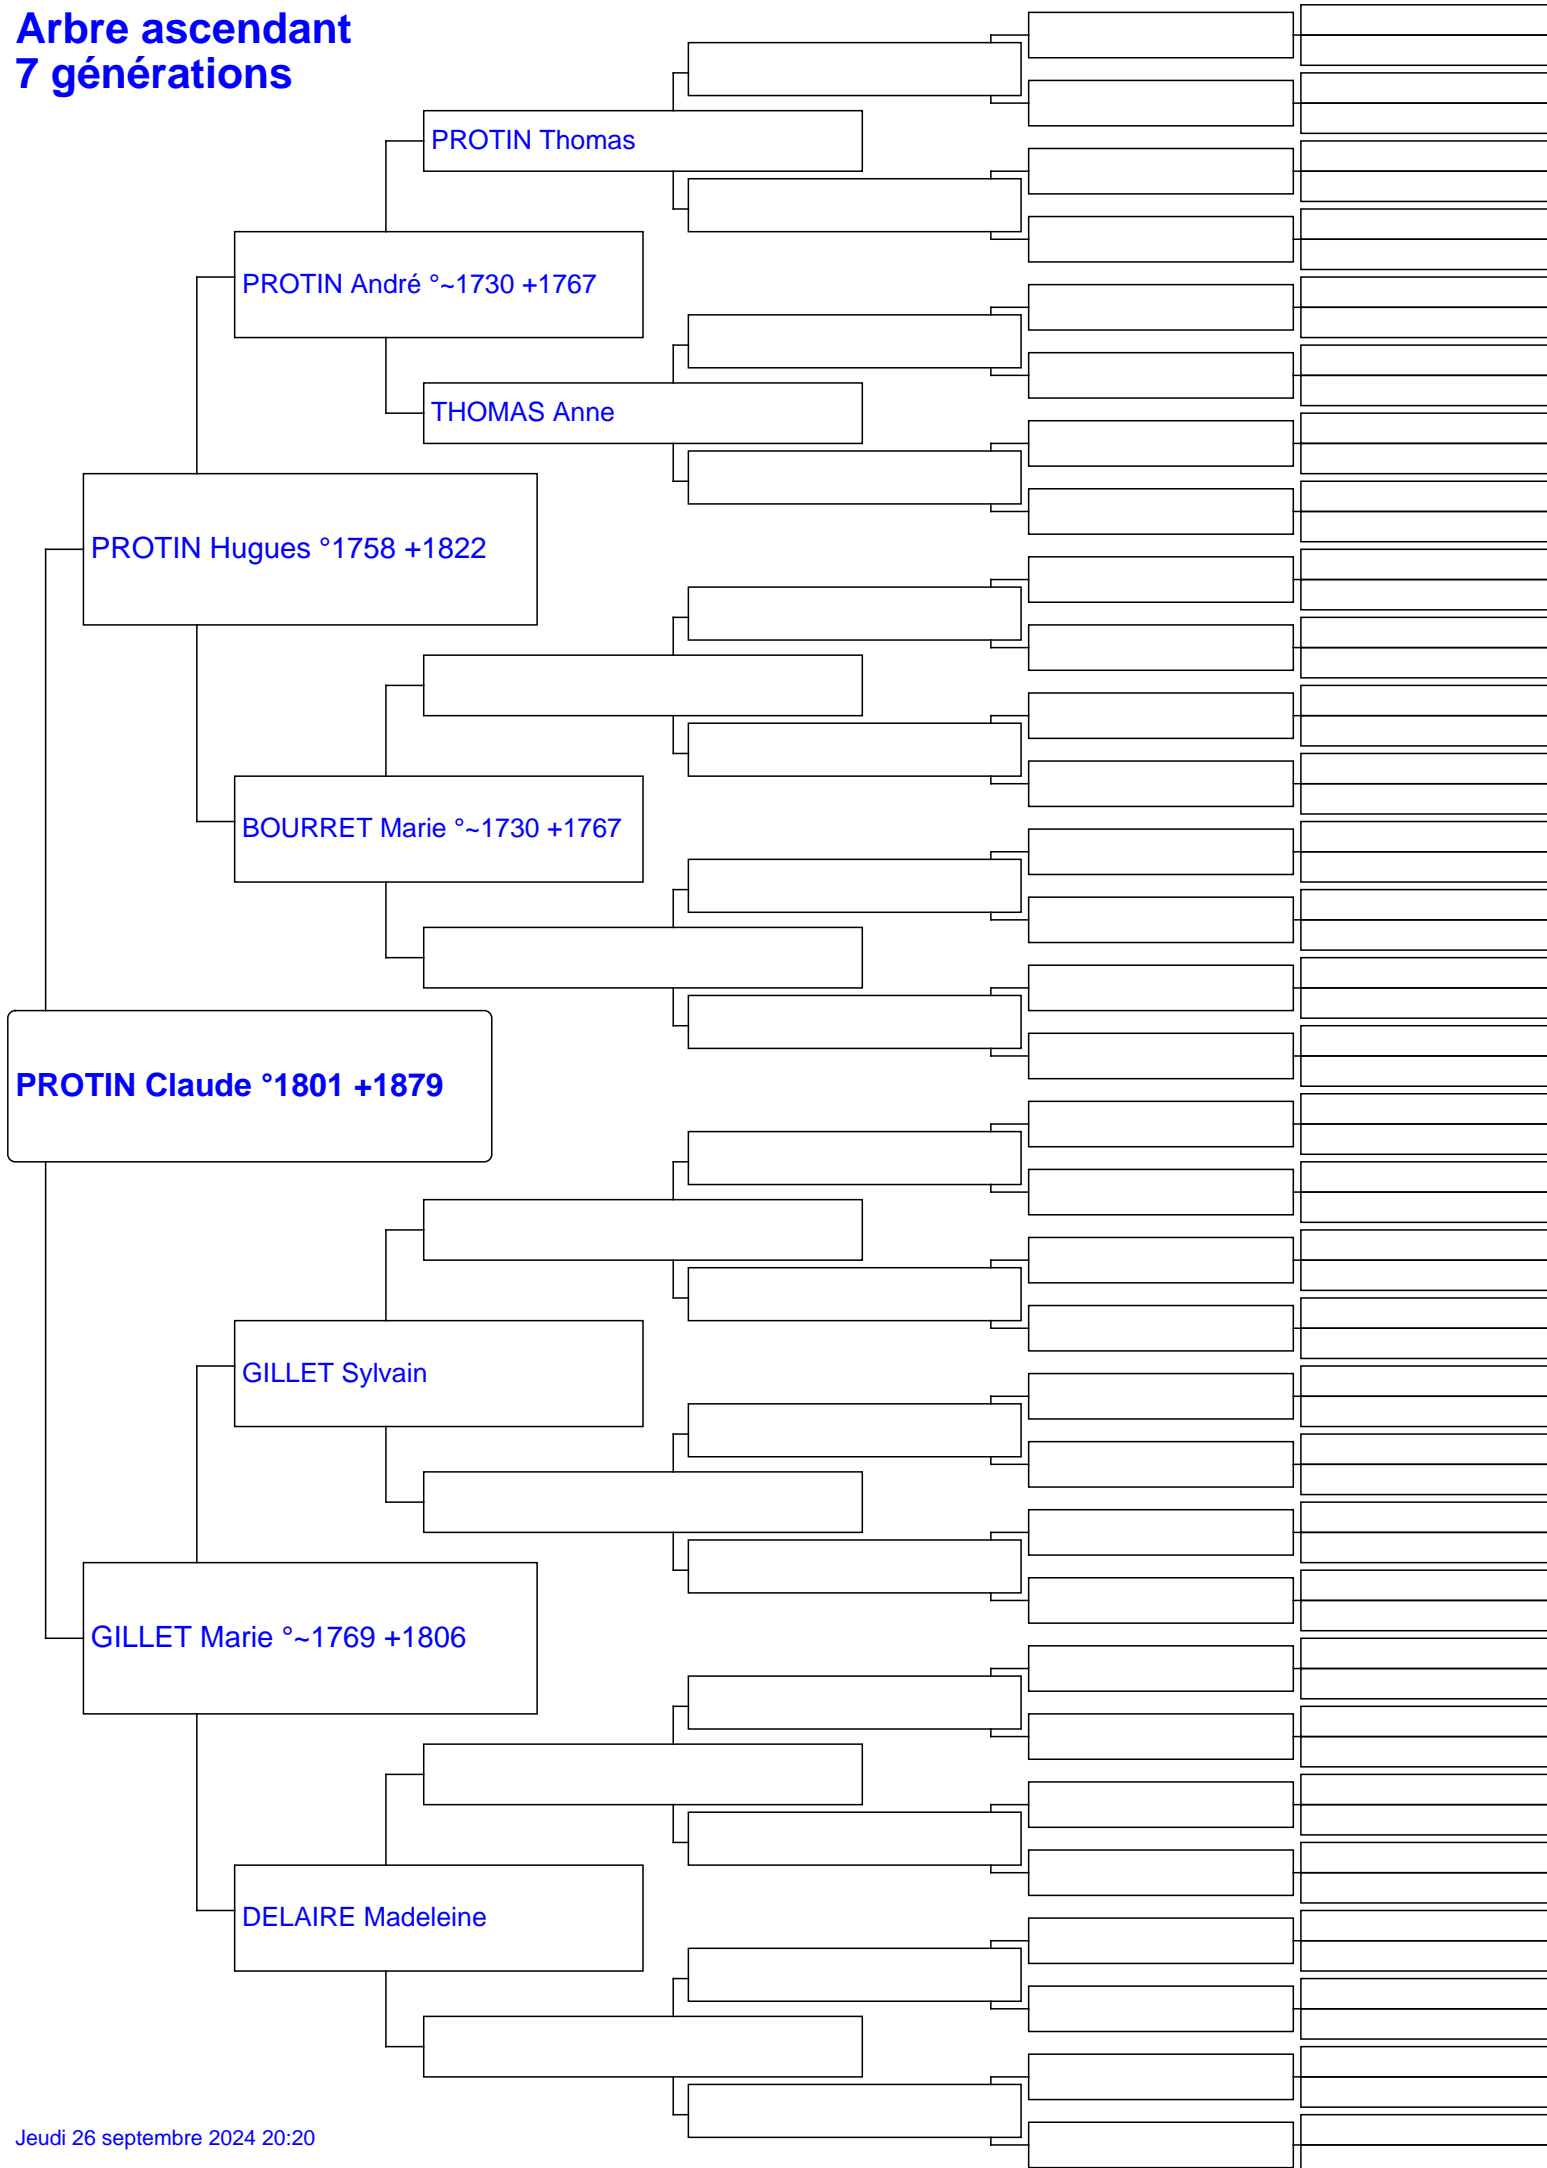 Arbre ascendant
7 générations
PROTIN Thomas
PROTIN André °~1730 +1767
THOMAS Anne
PROTIN Hugues °1758 +1822
BOURRET Marie °~1730 +1767
PROTIN Claude °1801 +1879
GILLET Sylvain
GILLET Marie °~1769 +1806
DELAIRE Madeleine
Jeudi 26 septembre 2024 20:20